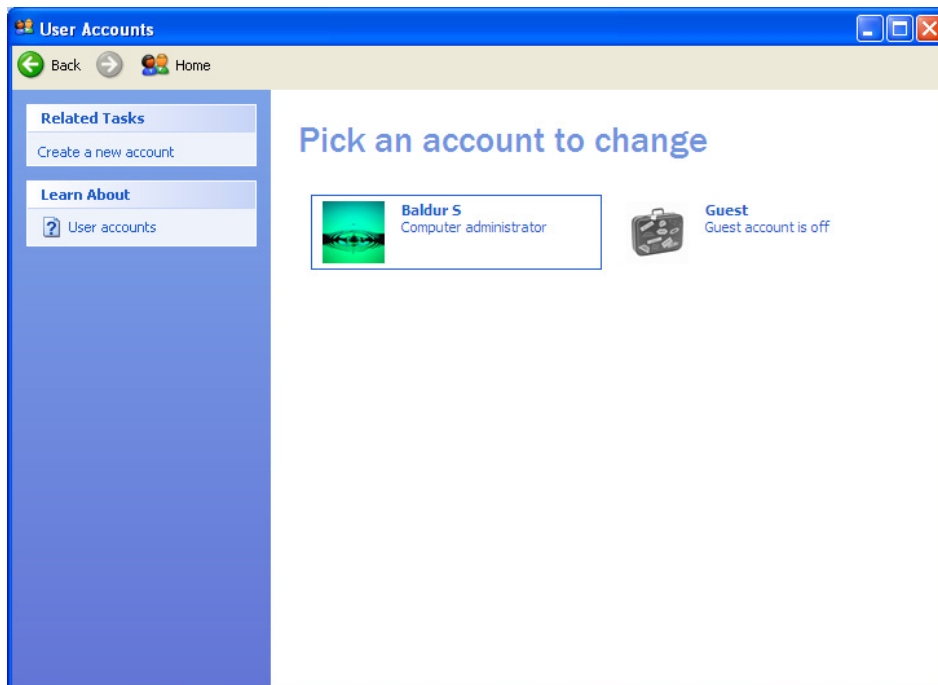 User Accounts
Back Home
Related Tasks
Create a new account
Learn About
? User accounts
Pick an account to change
Baldur S
Computer administrator
Guest
Guest account is off